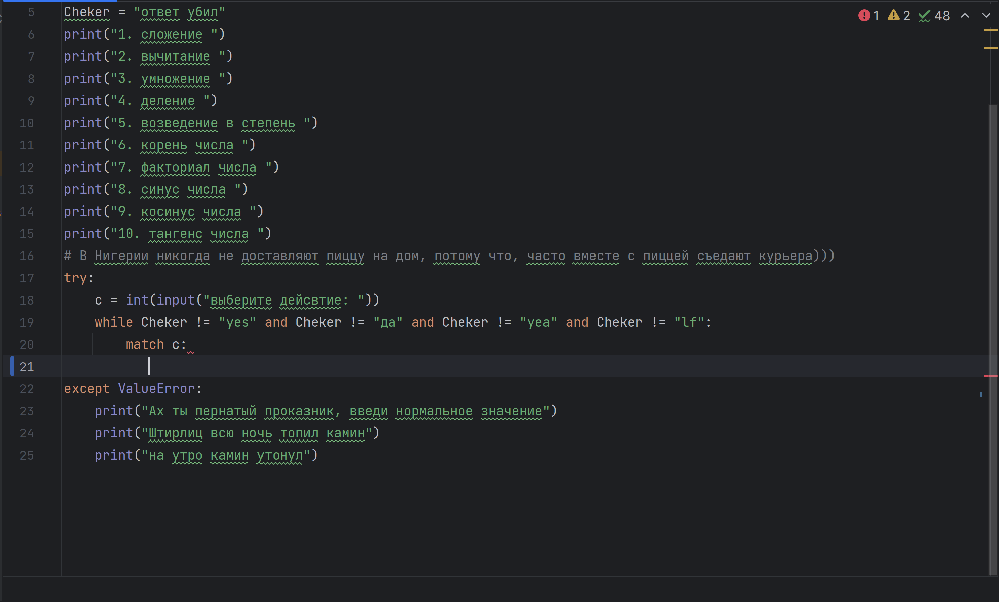 5 Cheker = "ответ убил"
1 2 48
6 print("1. сложение ")
7 print("2. вычитание ")
8 print("3. умножение ")
9 print("4. деление ")
10 print("5. возведение в степень ")
11 print("6. корень числа ")
12 print("7. факториал числа ")
13 print("8. синус числа ")
14 print("9. косинус числа ")
15 print("10. тангенс числа ")
16 # В Нигерии никогда не доставляют пиццу на дом, потому что, часто вместе с пиццей съедают курьера)))
17 try:
18     c = int(input("выберите дейсвтие: "))
19     while Cheker != "yes" and Cheker != "да" and Cheker != "yea" and Cheker != "lf":
20         match c:
21
22 except ValueError:
23     print("Ах ты пернатый проказник, введи нормальное значение")
24     print("Штирлиц всю ночь топил камин")
25     print("на утро камин утонул")